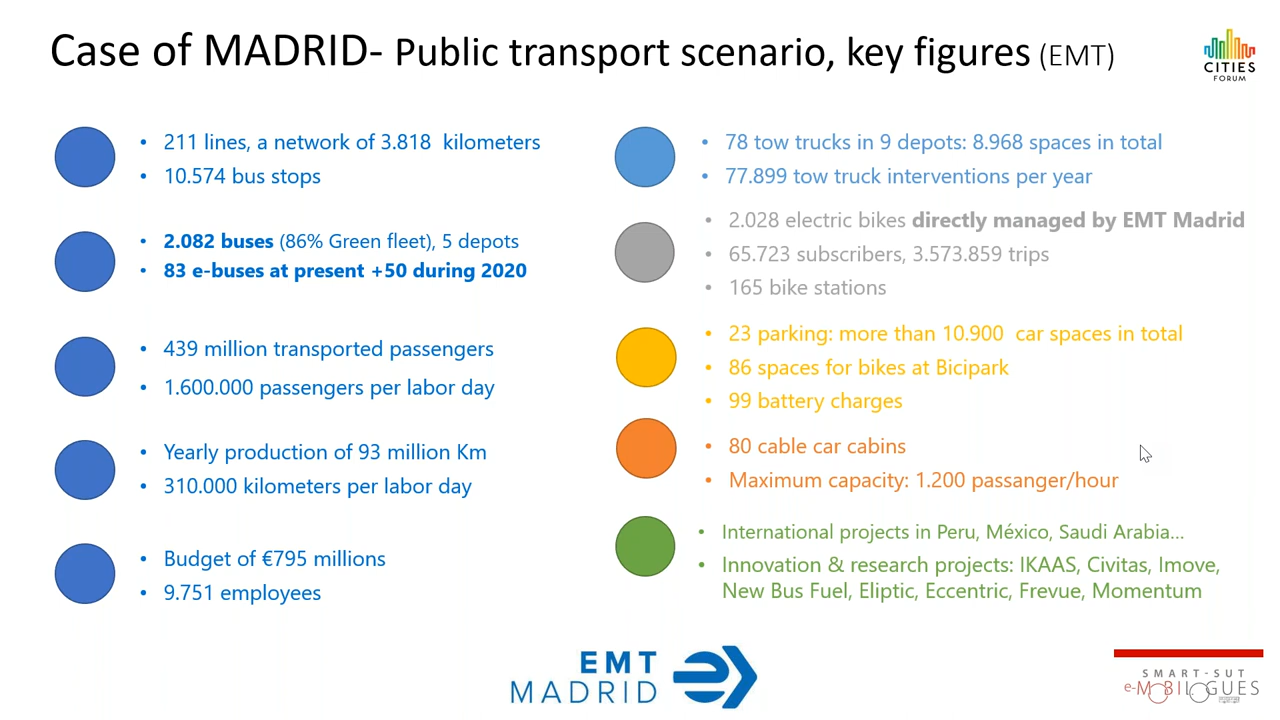 Case of MADRID- Public transport scenario, key figures (EMT)
CITIES
FORUM
• 211 lines, a network of 3.818 kilometers
• 10.574 bus stops
• 2.082 buses (86% Green fleet), 5 depots
• 83 e-buses at present +50 during 2020
• 439 million transported passengers
• 1.600.000 passengers per labor day
• Yearly production of 93 million Km
• 310.000 kilometers per labor day
• Budget of €795 millions
• 9.751 employees
• 78 tow trucks in 9 depots: 8.968 spaces in total
• 77.899 tow truck interventions per year
• 2.028 electric bikes directly managed by EMT Madrid
• 65.723 subscribers, 3.573.859 trips
• 165 bike stations
• 23 parking: more than 10.900 car spaces in total
• 86 spaces for bikes at Bicipark
• 99 battery charges
• 80 cable car cabins
• Maximum capacity: 1.200 passanger/hour
• International projects in Peru, México, Saudi Arabia...
• Innovation & research projects: IKAAS, Civitas, Imove,
New Bus Fuel, Eliptic, Eccentric, Frevue, Momentum
EMT
MADRID
SMART-SUT
e-MOBILOGUES